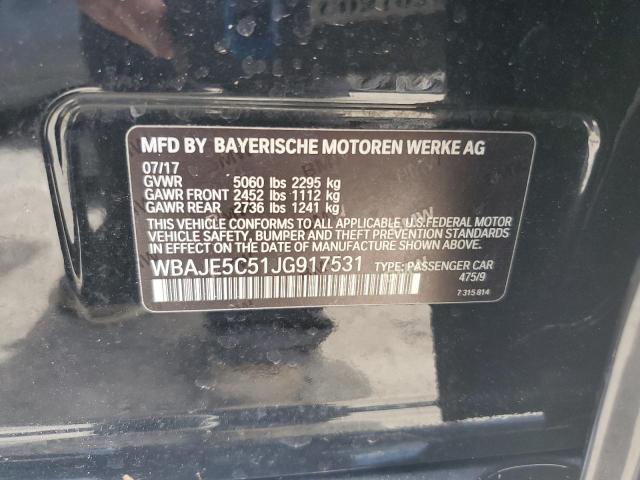 MFD BY BAYERISCHE MOTOREN WERKE AG
07/17
GVWR 5060 lbs 2295 kg
GAWR FRONT 2452 lbs 1112 kg
GAWR REAR 2736 lbs 1241 kg
THIS VEHICLE CONFORMS TO ALL APPLICABLE U.S.FEDERAL MOTOR
VEHICLE SAFETY, BUMPER AND THEFT PREVENTION STANDARDS
IN EFFECT ON THE DATE OF MANUFACTURE SHOWN ABOVE.
WBAJE5C51JG917531 TYPE: PASSENGER CAR
475/9
7 315 814